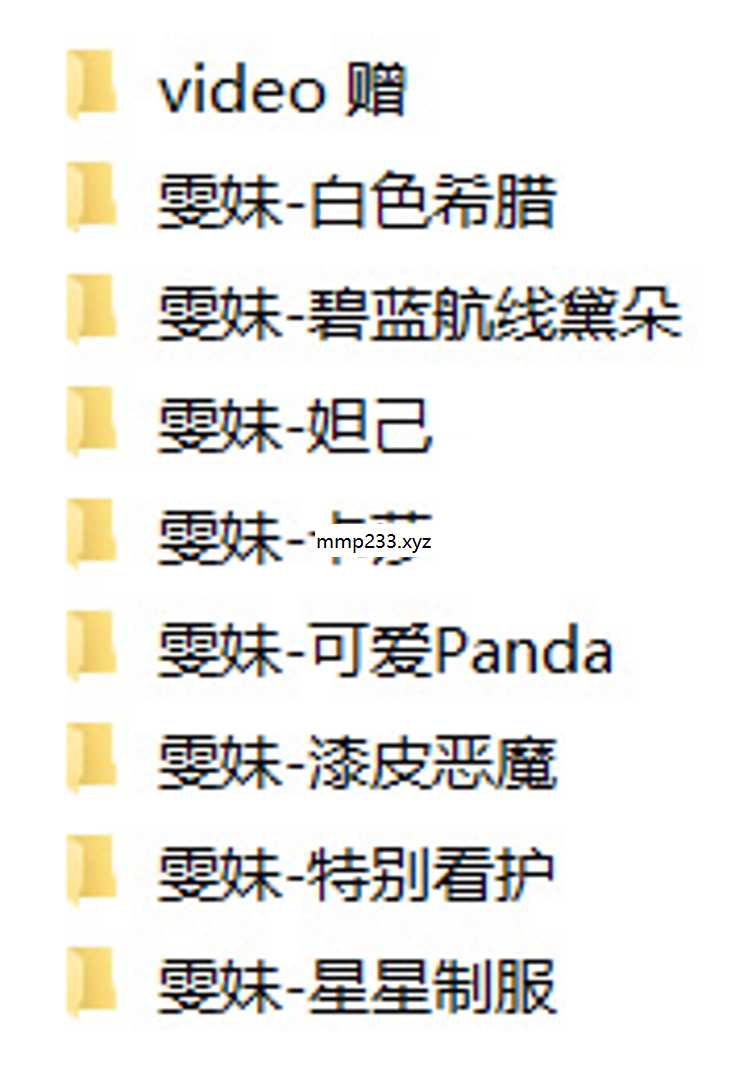 video 赠
雯妹-白色希腊
雯妹-碧蓝航线黛朵
雯妹-妲己
雯妹-
mmp233.xyz
雯妹-可爱Panda
雯妹-漆皮恶魔
雯妹-特别看护
雯妹-星星制服